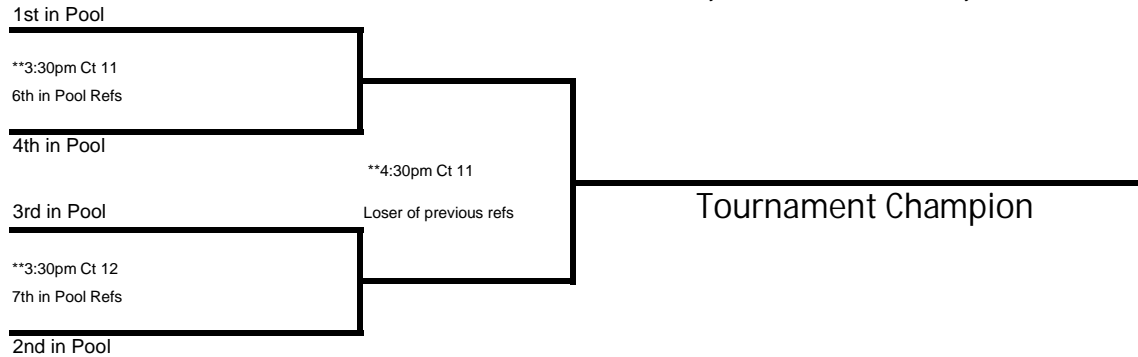 1st in Pool
**3:30pm Ct 11
6th in Pool Refs
4th in Pool
**4:30pm Ct 11
3rd in Pool
Loser of previous refs
Tournament Champion
**3:30pm Ct 12
7th in Pool Refs
2nd in Pool